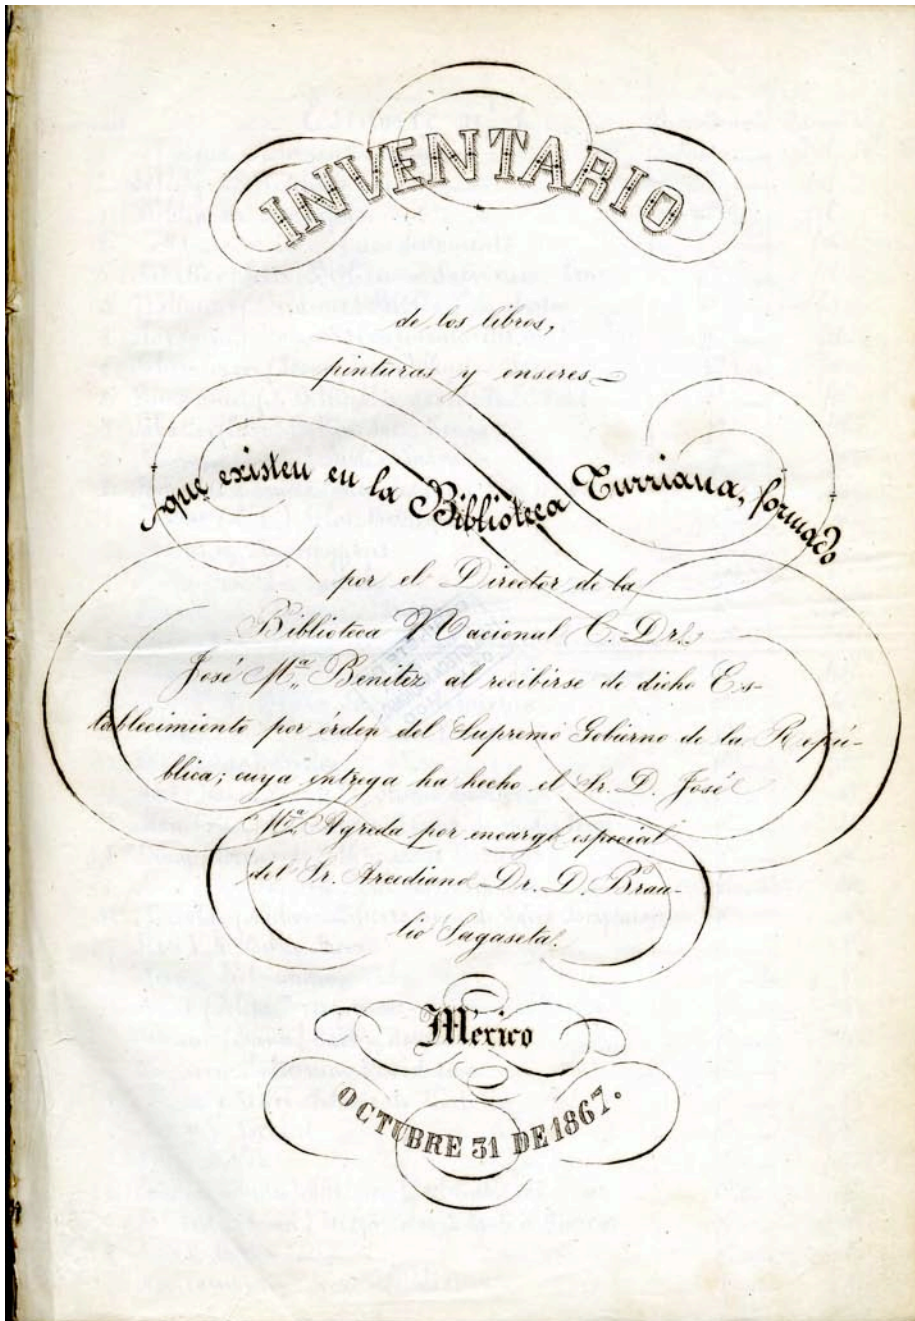 INVENTARIO
de los libros,
pinturas y enseres
que existen en la Biblioteca Turriana, formado
por el Director de la
Biblioteca Nacional C. Dr.
José Mª Benitez al recibirse de dicho Es-
tablecimiento por órden del Supremo Gobierno de la Repú-
blica; cuya entrega ha hecho el Sr. D. José
Mª Agreda por encargo especial
del Sr. Arcediano Dr. D. Brau-
lio Sagaseta.
México
OCTUBRE 31 DE 1867.